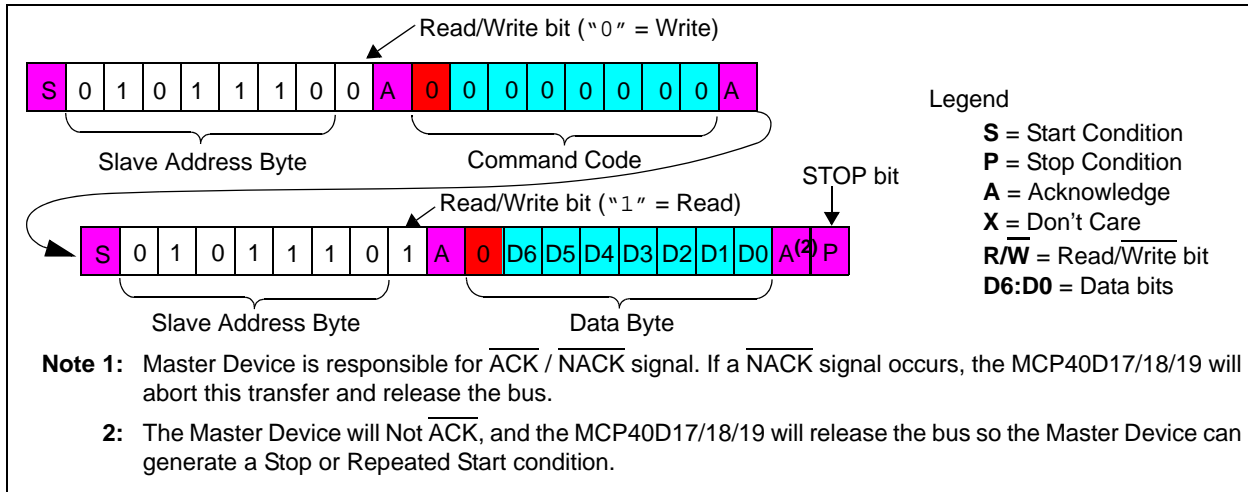 Read/Write bit (“0” = Write)
S 0 1 0 1 1 1 0 0 A 0 0 0 0 0 0 0 0 A
Slave Address Byte
Command Code
STOP bit
Read/Write bit (“1” = Read)
S 0 1 0 1 1 1 0 1 A 0 D6 D5 D4 D3 D2 D1 D0 A(2) P
Slave Address Byte
Data Byte
Legend
S = Start Condition
P = Stop Condition
A = Acknowledge
X = Don't Care
R/W = Read/Write bit
D6:D0 = Data bits
Note 1: Master Device is responsible for ACK / NACK signal. If a NACK signal occurs, the MCP40D17/18/19 will
abort this transfer and release the bus.
2: The Master Device will Not ACK, and the MCP40D17/18/19 will release the bus so the Master Device can
generate a Stop or Repeated Start condition.